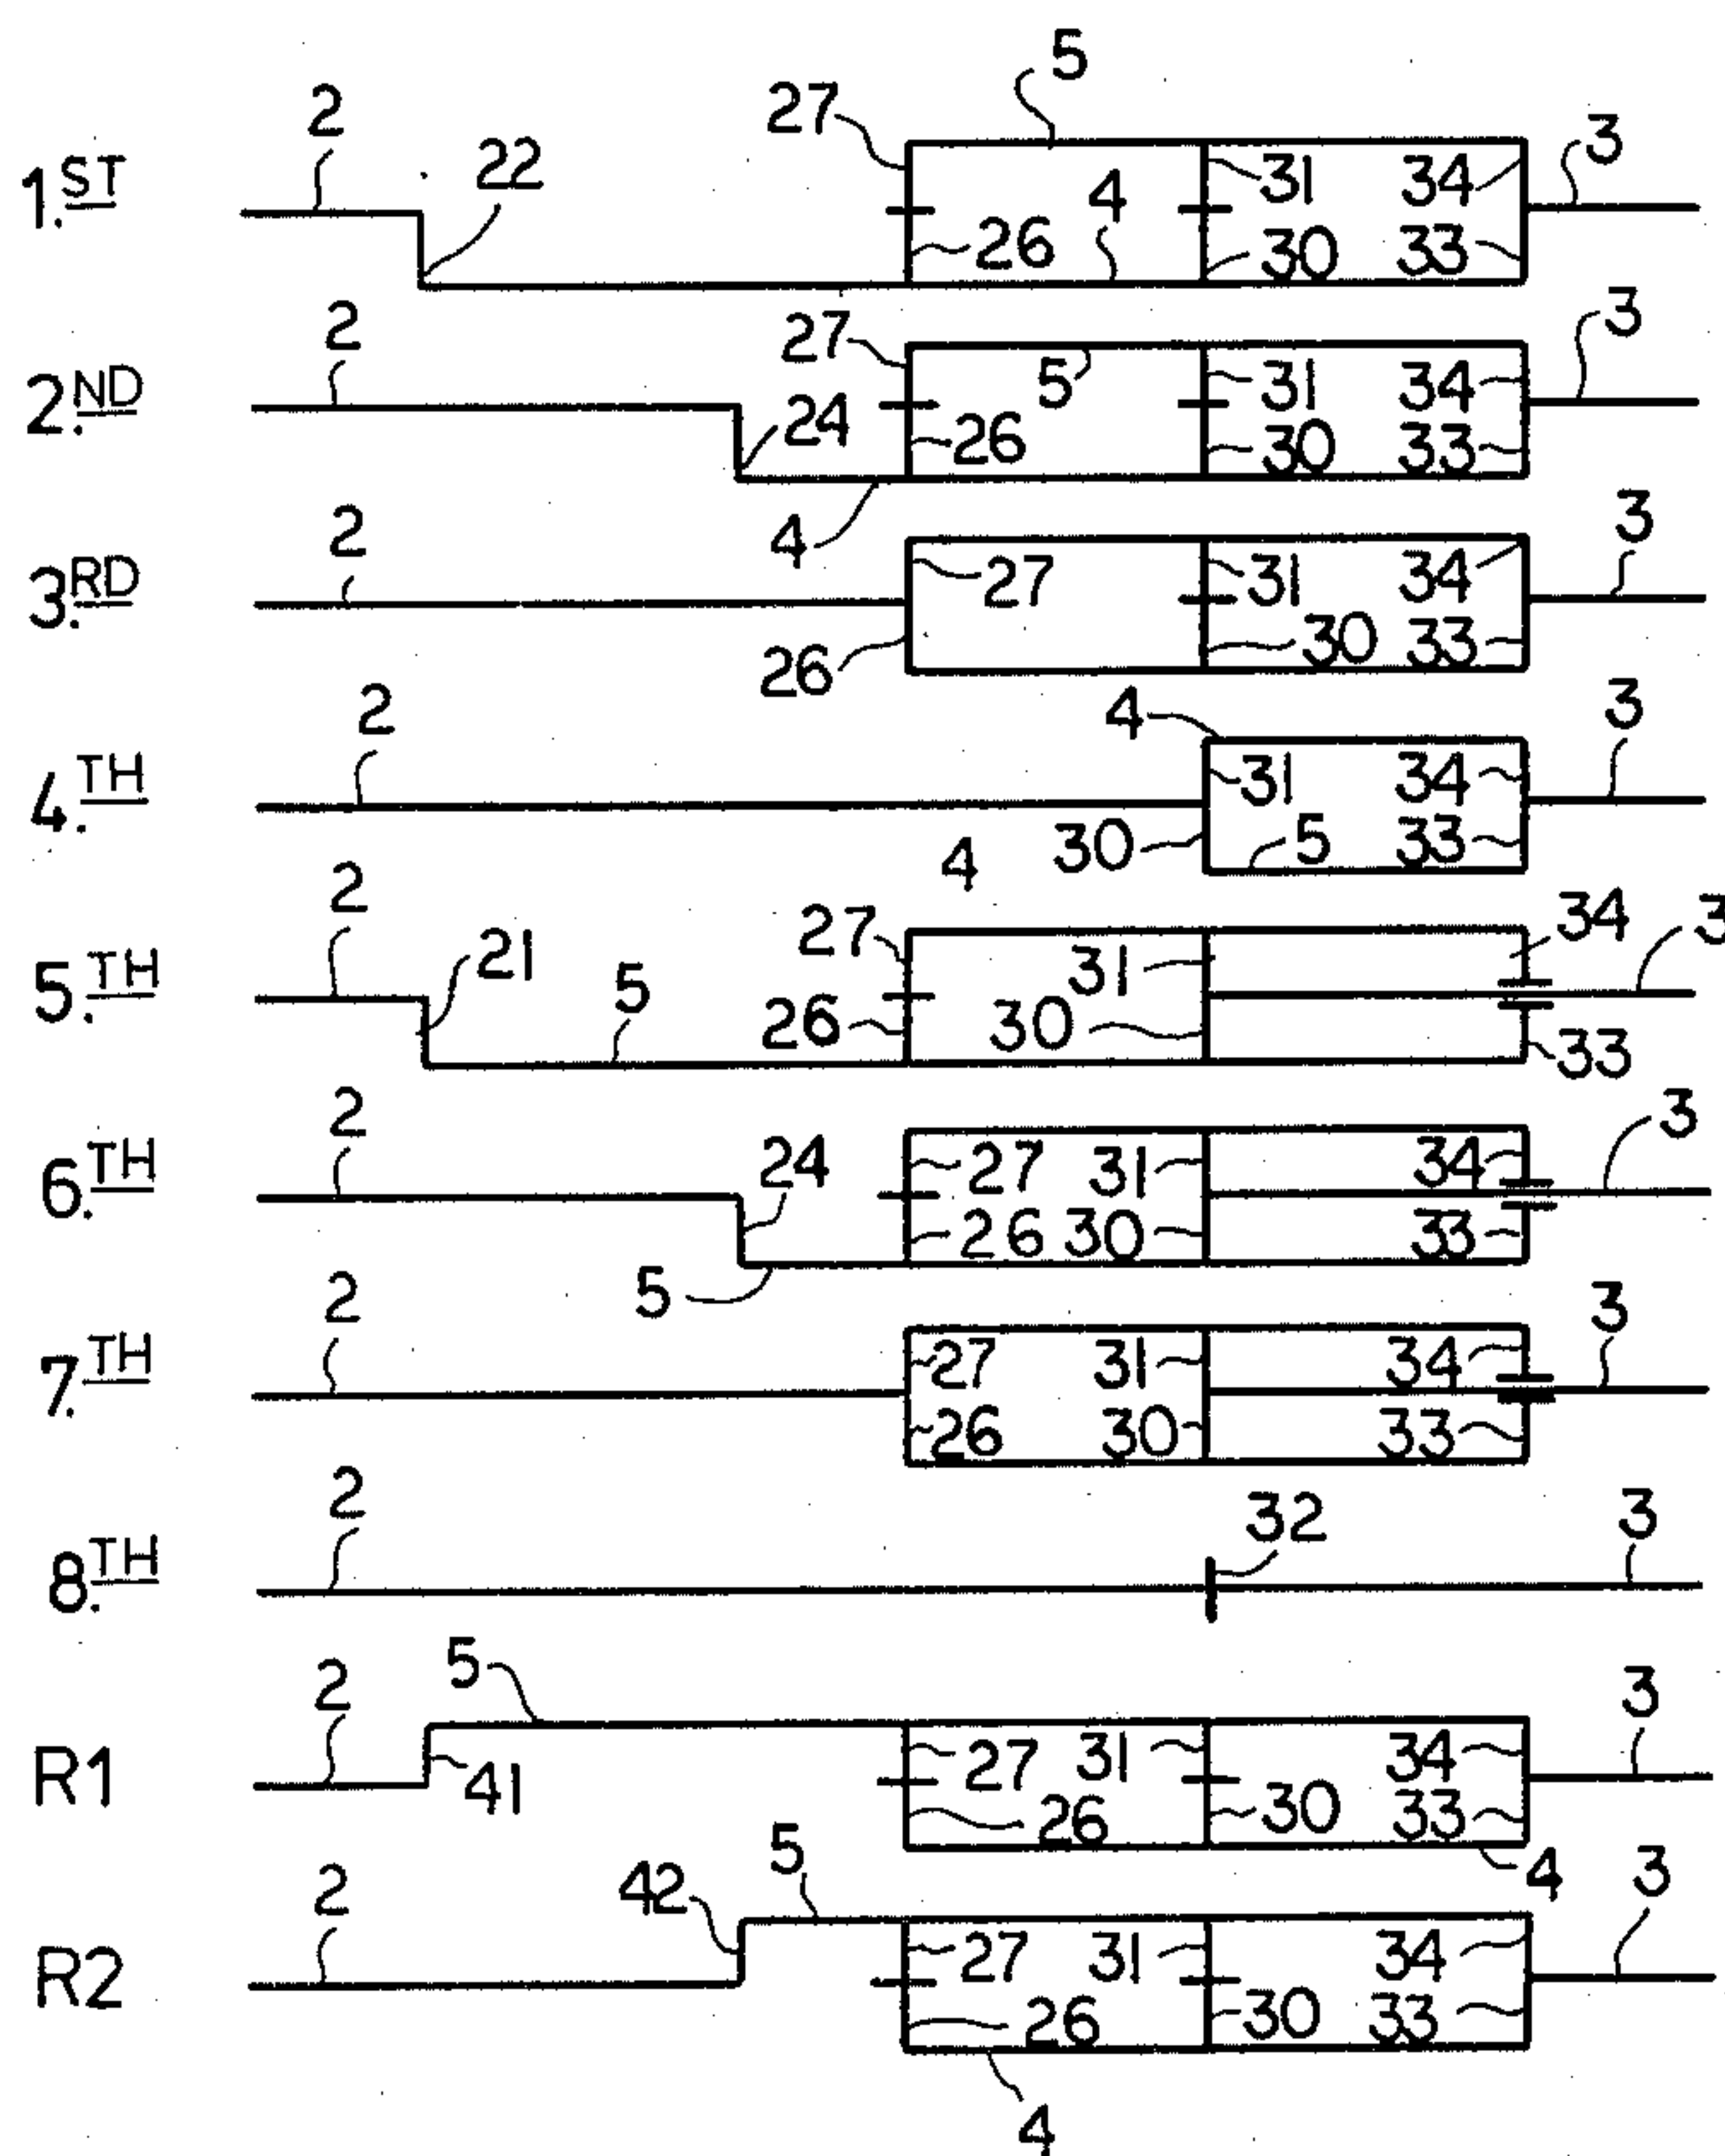 5
2 27 3
1.ST 22 31 34
4
26 30 33
2 27 3
2.ND 5 31 34
24 26 30 33
4
2 3
3.RD 27 31 34
26 30 33
2 4 3
4.TH 31 34
30 5 33
4
2 27 34 3
5.TH 21 5 31
26 30 33
2 3
6.TH 24 27 31 34
26 30 33
5
2 3
7.TH 27 31 34
26 30 33
2 32 3
8.TH
5
2 3
R1 41 27 31 34
26 30 33
4
2 42 5 3
R2 27 31 34
26 30 33
4